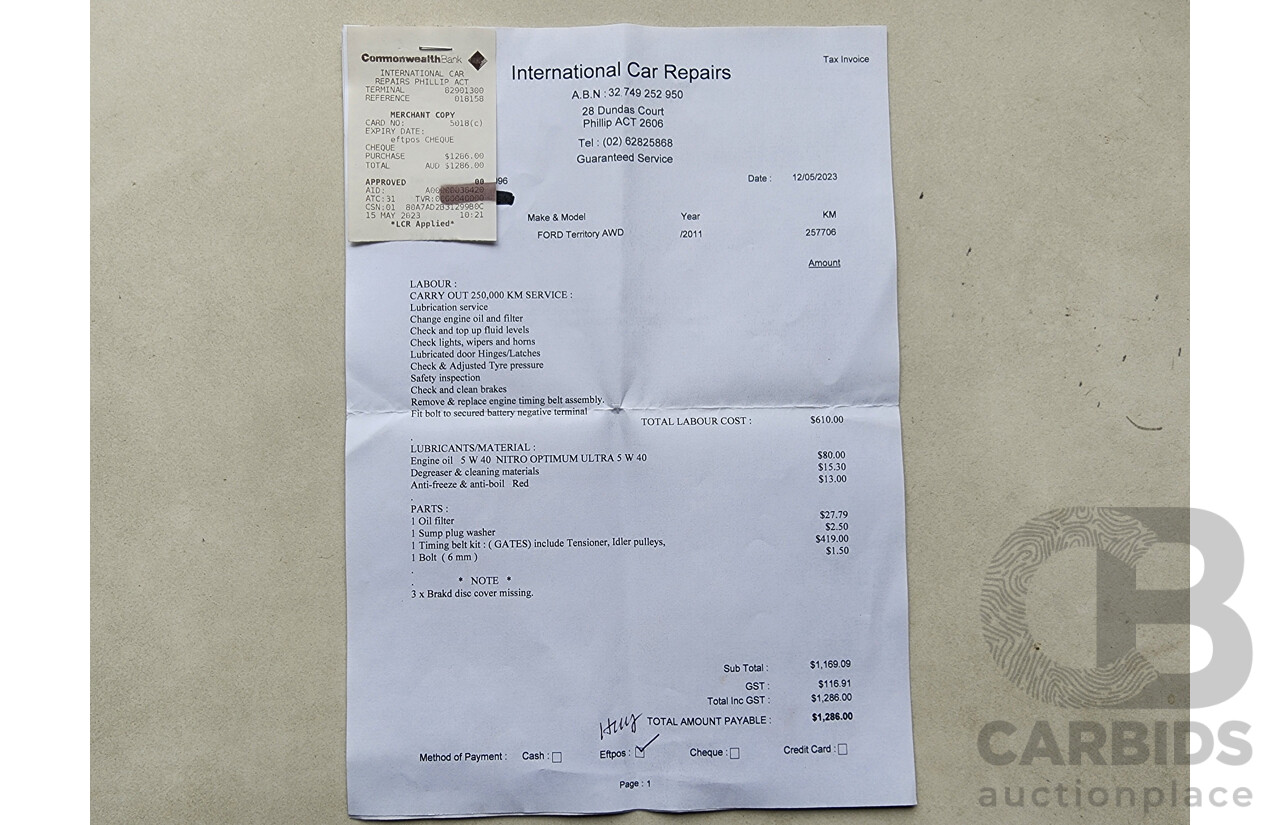 CommonwealthBank
INTERNATIONAL CAR
REPAIRS PHILLIP ACT
TERMINAL 02901300
REFERENCE 018158
MERCHANT COPY
CARD NO: 5018(c)
EXPIRY DATE:
eftpos CHEQUE
CHEQUE
PURCHASE $1286.00
TOTAL AUD $1286.00
APPROVED 00
AID:
ATC:31 TVR:
CSN:01
15 MAY 2023 10:21
*LCR Applied*
Tax Invoice
International Car Repairs
A.B.N : 32 749 252 950
28 Dundas Court
Phillip ACT 2606
Tel : (02) 62825868
Guaranteed Service
96
Date : 12/05/2023
Make & Model Year KM
FORD Territory AWD /2011 257706
Amount
LABOUR :
CARRY OUT 250,000 KM SERVICE :
Lubrication service
Change engine oil and filter
Check and top up fluid levels
Check lights, wipers and horns
Lubricated door Hinges/Latches
Check & Adjusted Tyre pressure
Safety inspection
Check and clean brakes
Remove & replace engine timing belt assembly.
Fit bolt to secured battery negative terminal
TOTAL LABOUR COST : $610.00
.
LUBRICANTS/MATERIAL :
Engine oil 5 W 40 NITRO OPTIMUM ULTRA 5 W 40 $80.00
Degreaser & cleaning materials $15.30
Anti-freeze & anti-boil Red $13.00
.
PARTS :
1 Oil filter $27.79
1 Sump plug washer $2.50
1 Timing belt kit : ( GATES) include Tensioner, Idler pulleys, $419.00
1 Bolt ( 6 mm ) $1.50
.
. * NOTE *
3 x Brakd disc cover missing.
Sub Total : $1,169.09
GST : $116.91
Total Inc GST : $1,286.00
TOTAL AMOUNT PAYABLE : $1,286.00
Method of Payment : Cash : Eftpos : Cheque : Credit Card :
Page : 1
CB
CARBIDS
auctionplace